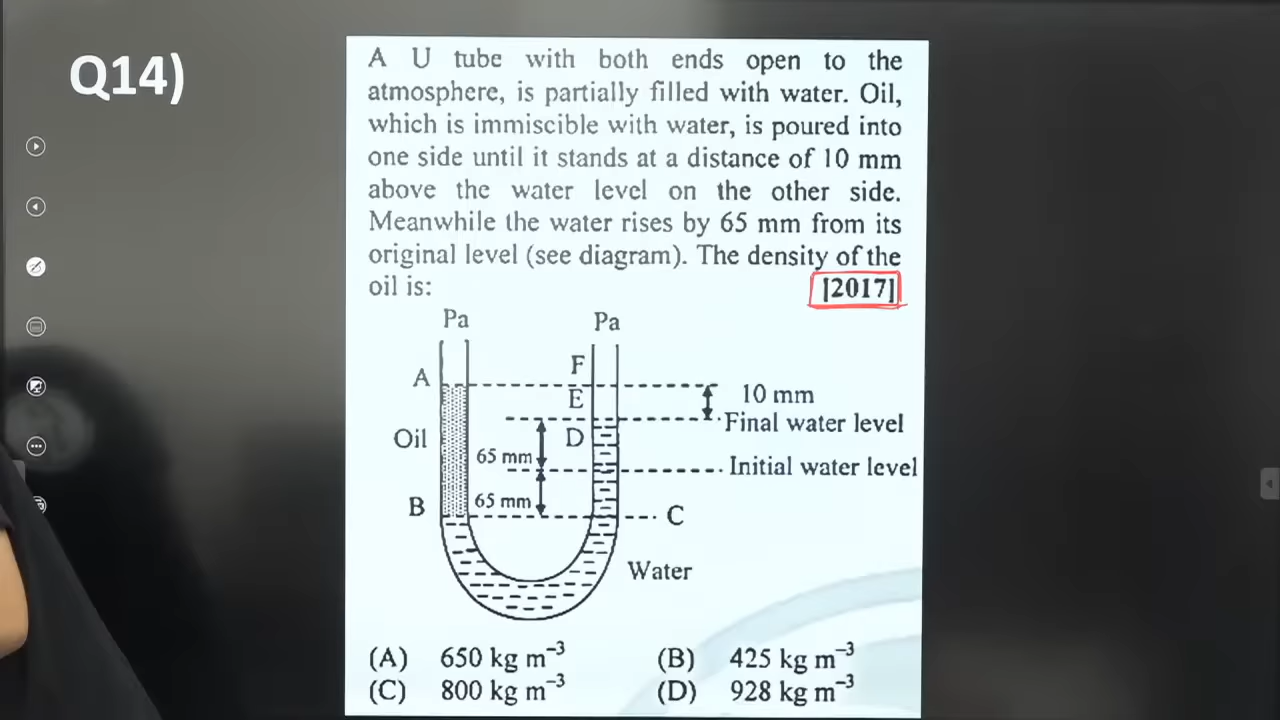 Q14)
A U tube with both ends open to the
atmosphere, is partially filled with water. Oil,
which is immiscible with water, is poured into
one side until it stands at a distance of 10 mm
above the water level on the other side.
Meanwhile the water rises by 65 mm from its
original level (see diagram). The density of the
oil is:
[2017]
Pa Pa
A F
E 10 mm
Final water level
Oil D
65 mm Initial water level
B 65 mm C
Water
(A) 650 kg m⁻³ (B) 425 kg m⁻³
(C) 800 kg m⁻³ (D) 928 kg m⁻³